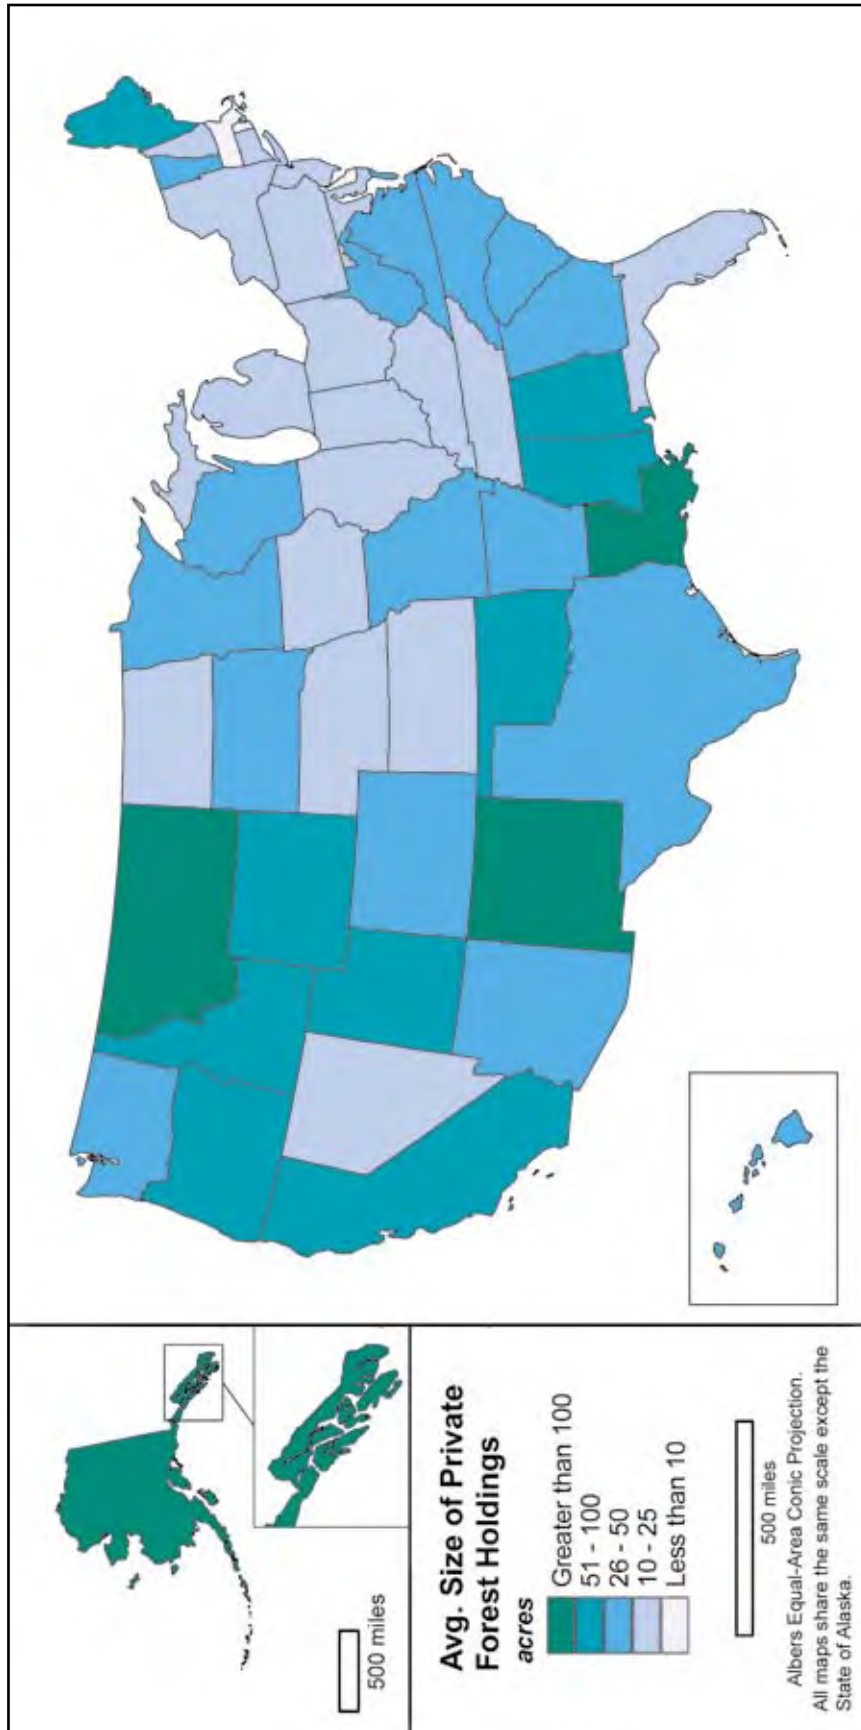 500 miles
Avg. Size of Private
Forest Holdings
acres
Greater than 100
51 - 100
26 - 50
10 - 25
Less than 10
500 miles
Albers Equal-Area Conic Projection.
All maps share the same scale except the
State of Alaska.